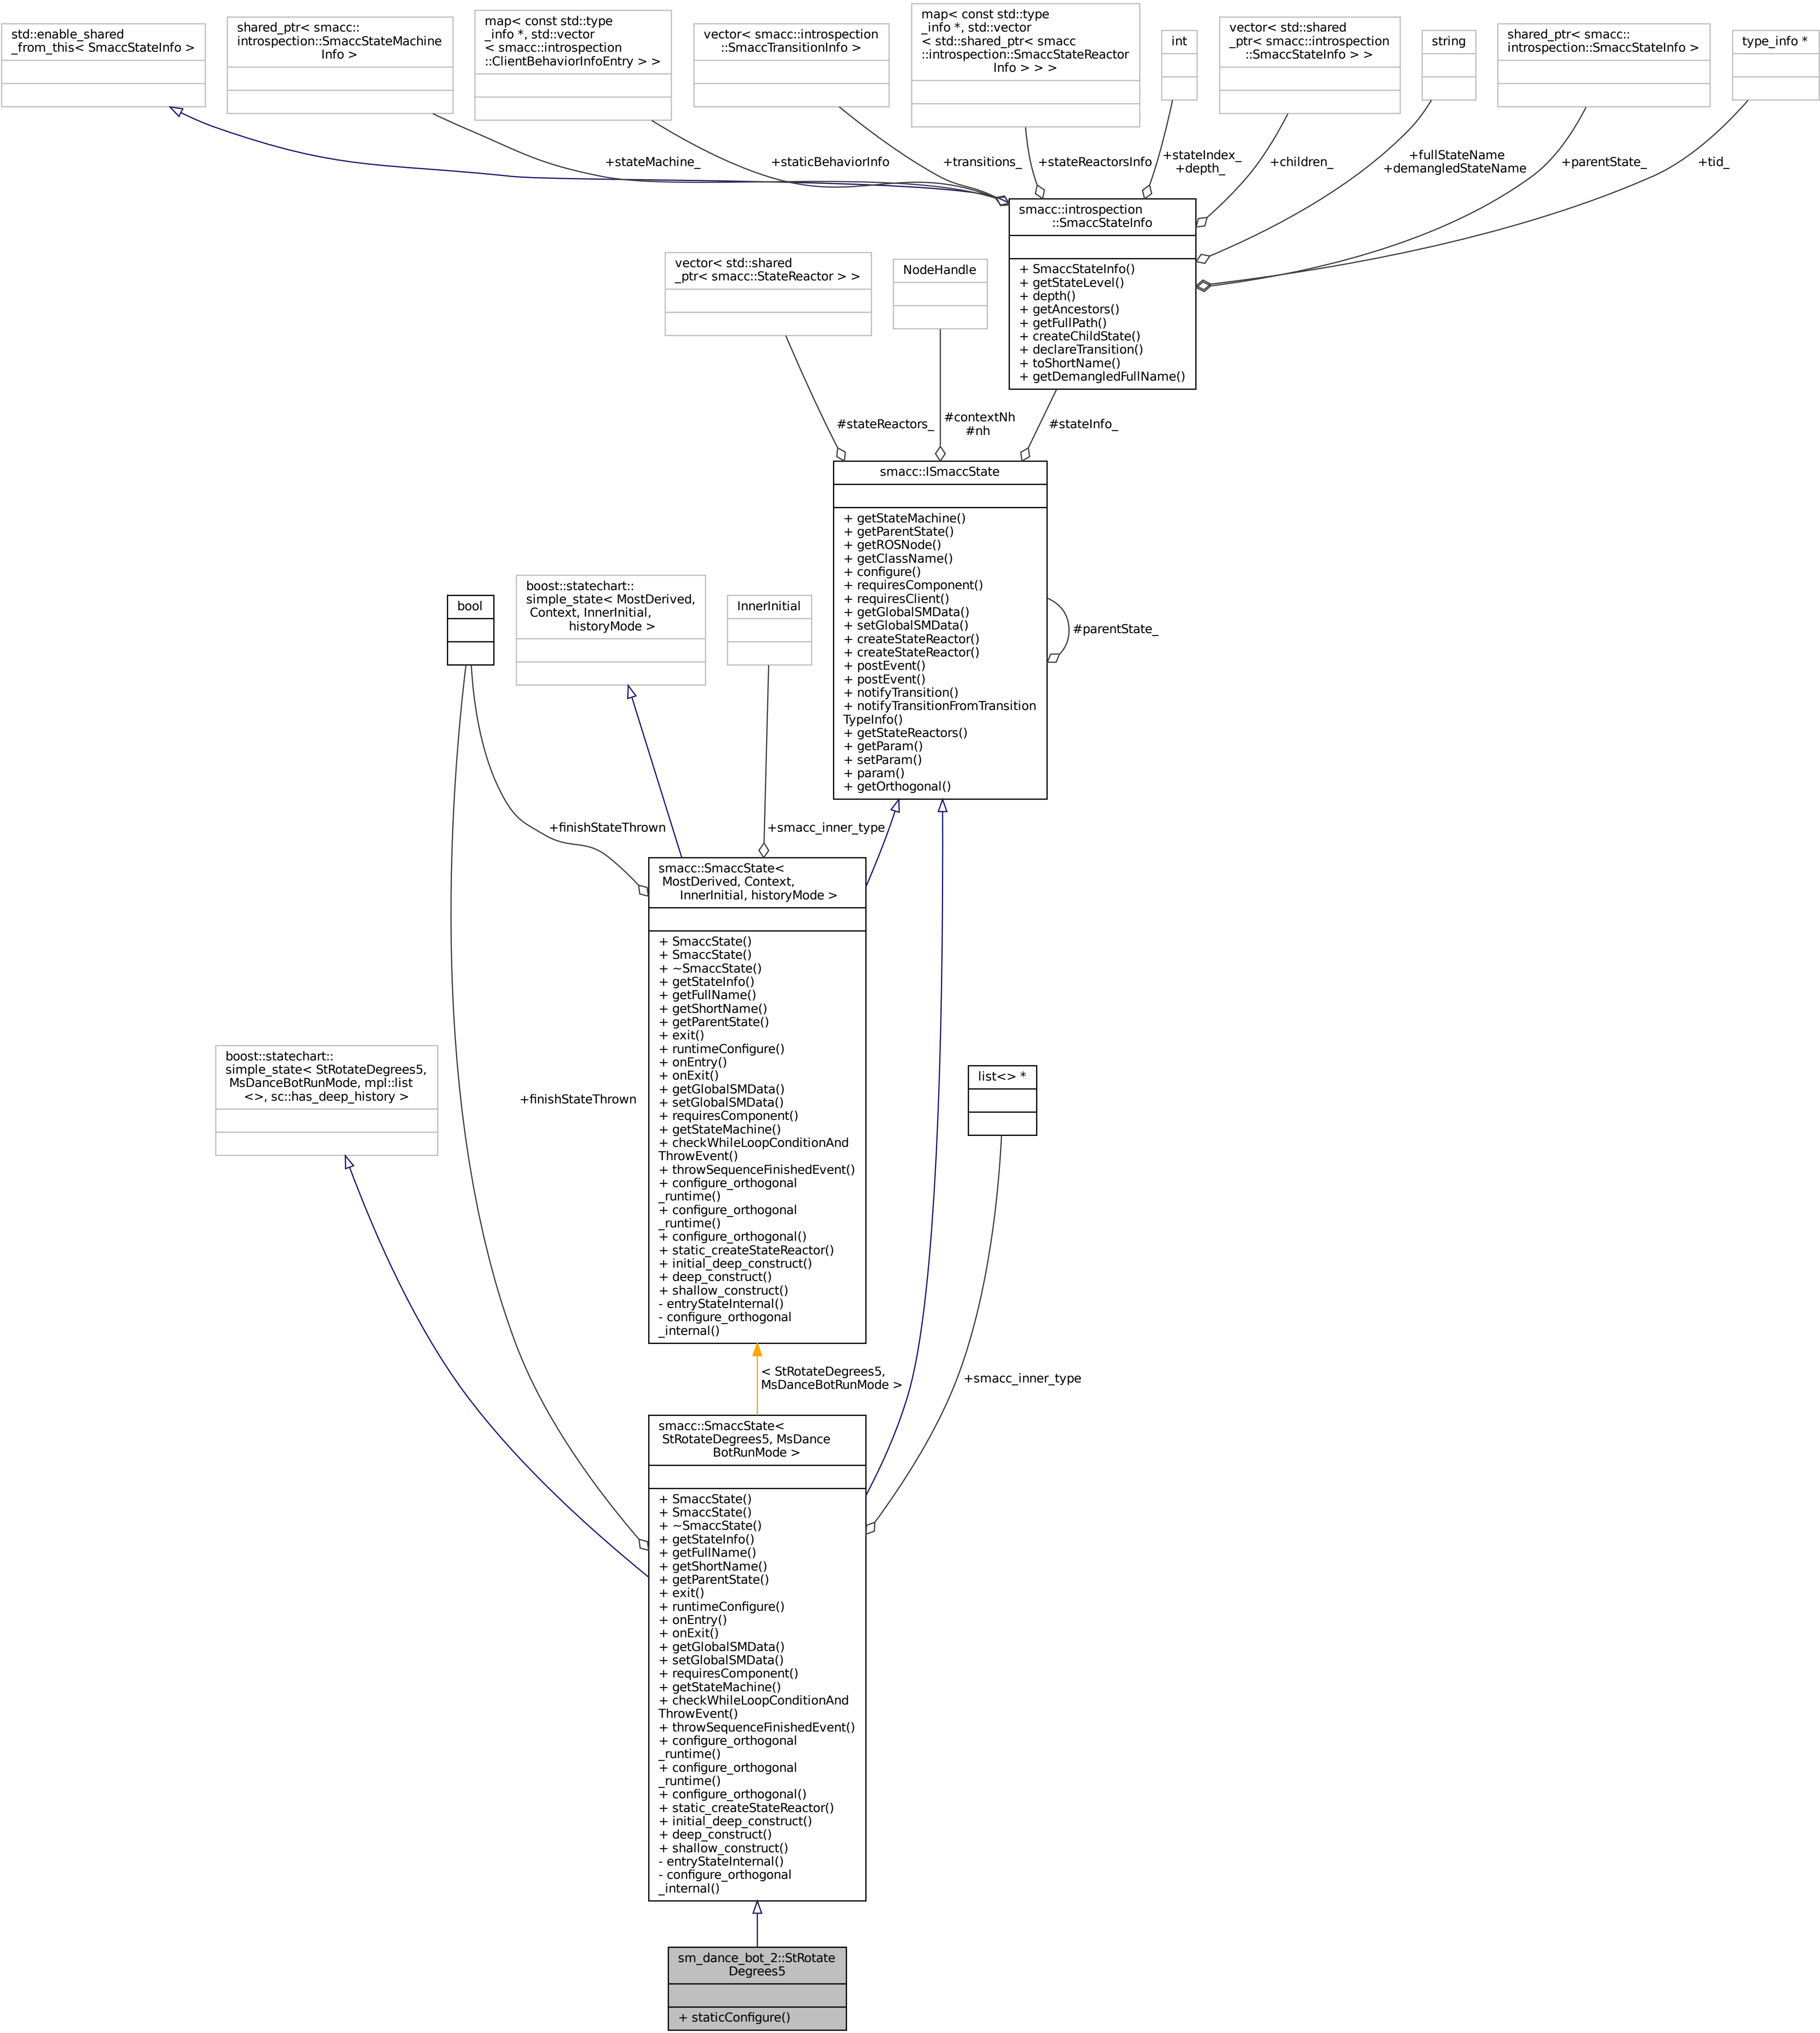 std::enable_shared
_from_this< SmaccStateInfo >
shared_ptr< smacc::
introspection::SmaccStateMachine
Info >
map< const std::type
_info *, std::vector
< smacc::introspection
::ClientBehaviorInfoEntry > >
vector< smacc::introspection
::SmaccTransitionInfo >
map< const std::type
_info *, std::vector
< std::shared_ptr< smacc
::introspection::SmaccStateReactor
Info > > >
int
vector< std::shared
_ptr< smacc::introspection
::SmaccStateInfo > >
string
shared_ptr< smacc::
introspection::SmaccStateInfo >
type_info *
+stateMachine_
+staticBehaviorInfo
+transitions_
+stateReactorsInfo
+stateIndex_
+depth_
+children_
+fullStateName
+demangledStateName
+parentState_
+tid_
smacc::introspection
::SmaccStateInfo
+ SmaccStateInfo()
+ getStateLevel()
+ depth()
+ getAncestors()
+ getFullPath()
+ createChildState()
+ declareTransition()
+ toShortName()
+ getDemangledFullName()
vector< std::shared
_ptr< smacc::StateReactor > >
NodeHandle
#stateReactors_
#contextNh
#nh
#stateInfo_
smacc::ISmaccState
+ getStateMachine()
+ getParentState()
+ getROSNode()
+ getClassName()
+ configure()
+ requiresComponent()
+ requiresClient()
+ getGlobalSMData()
+ setGlobalSMData()
+ createStateReactor()
+ createStateReactor()
+ postEvent()
+ postEvent()
+ notifyTransition()
+ notifyTransitionFromTransition
TypeInfo()
+ getStateReactors()
+ getParam()
+ setParam()
+ param()
+ getOrthogonal()
#parentState_
bool
boost::statechart::
simple_state< MostDerived,
Context, InnerInitial,
historyMode >
InnerInitial
+finishStateThrown
+smacc_inner_type
smacc::SmaccState<
MostDerived, Context,
InnerInitial, historyMode >
+ SmaccState()
+ SmaccState()
+ ~SmaccState()
+ getStateInfo()
+ getFullName()
+ getShortName()
+ getParentState()
+ exit()
+ runtimeConfigure()
+ onEntry()
+ onExit()
+ getGlobalSMData()
+ setGlobalSMData()
+ requiresComponent()
+ getStateMachine()
+ checkWhileLoopConditionAnd
ThrowEvent()
+ throwSequenceFinishedEvent()
+ configure_orthogonal
_runtime()
+ configure_orthogonal
_runtime()
+ configure_orthogonal()
+ static_createStateReactor()
+ initial_deep_construct()
+ deep_construct()
+ shallow_construct()
- entryStateInternal()
- configure_orthogonal
_internal()
boost::statechart::
simple_state< StRotateDegrees5,
MsDanceBotRunMode, mpl::list
<>, sc::has_deep_history >
+finishStateThrown
list<> *
< StRotateDegrees5,
MsDanceBotRunMode >
+smacc_inner_type
smacc::SmaccState<
StRotateDegrees5, MsDance
BotRunMode >
+ SmaccState()
+ SmaccState()
+ ~SmaccState()
+ getStateInfo()
+ getFullName()
+ getShortName()
+ getParentState()
+ exit()
+ runtimeConfigure()
+ onEntry()
+ onExit()
+ getGlobalSMData()
+ setGlobalSMData()
+ requiresComponent()
+ getStateMachine()
+ checkWhileLoopConditionAnd
ThrowEvent()
+ throwSequenceFinishedEvent()
+ configure_orthogonal
_runtime()
+ configure_orthogonal
_runtime()
+ configure_orthogonal()
+ static_createStateReactor()
+ initial_deep_construct()
+ deep_construct()
+ shallow_construct()
- entryStateInternal()
- configure_orthogonal
_internal()
sm_dance_bot_2::StRotate
Degrees5
+ staticConfigure()